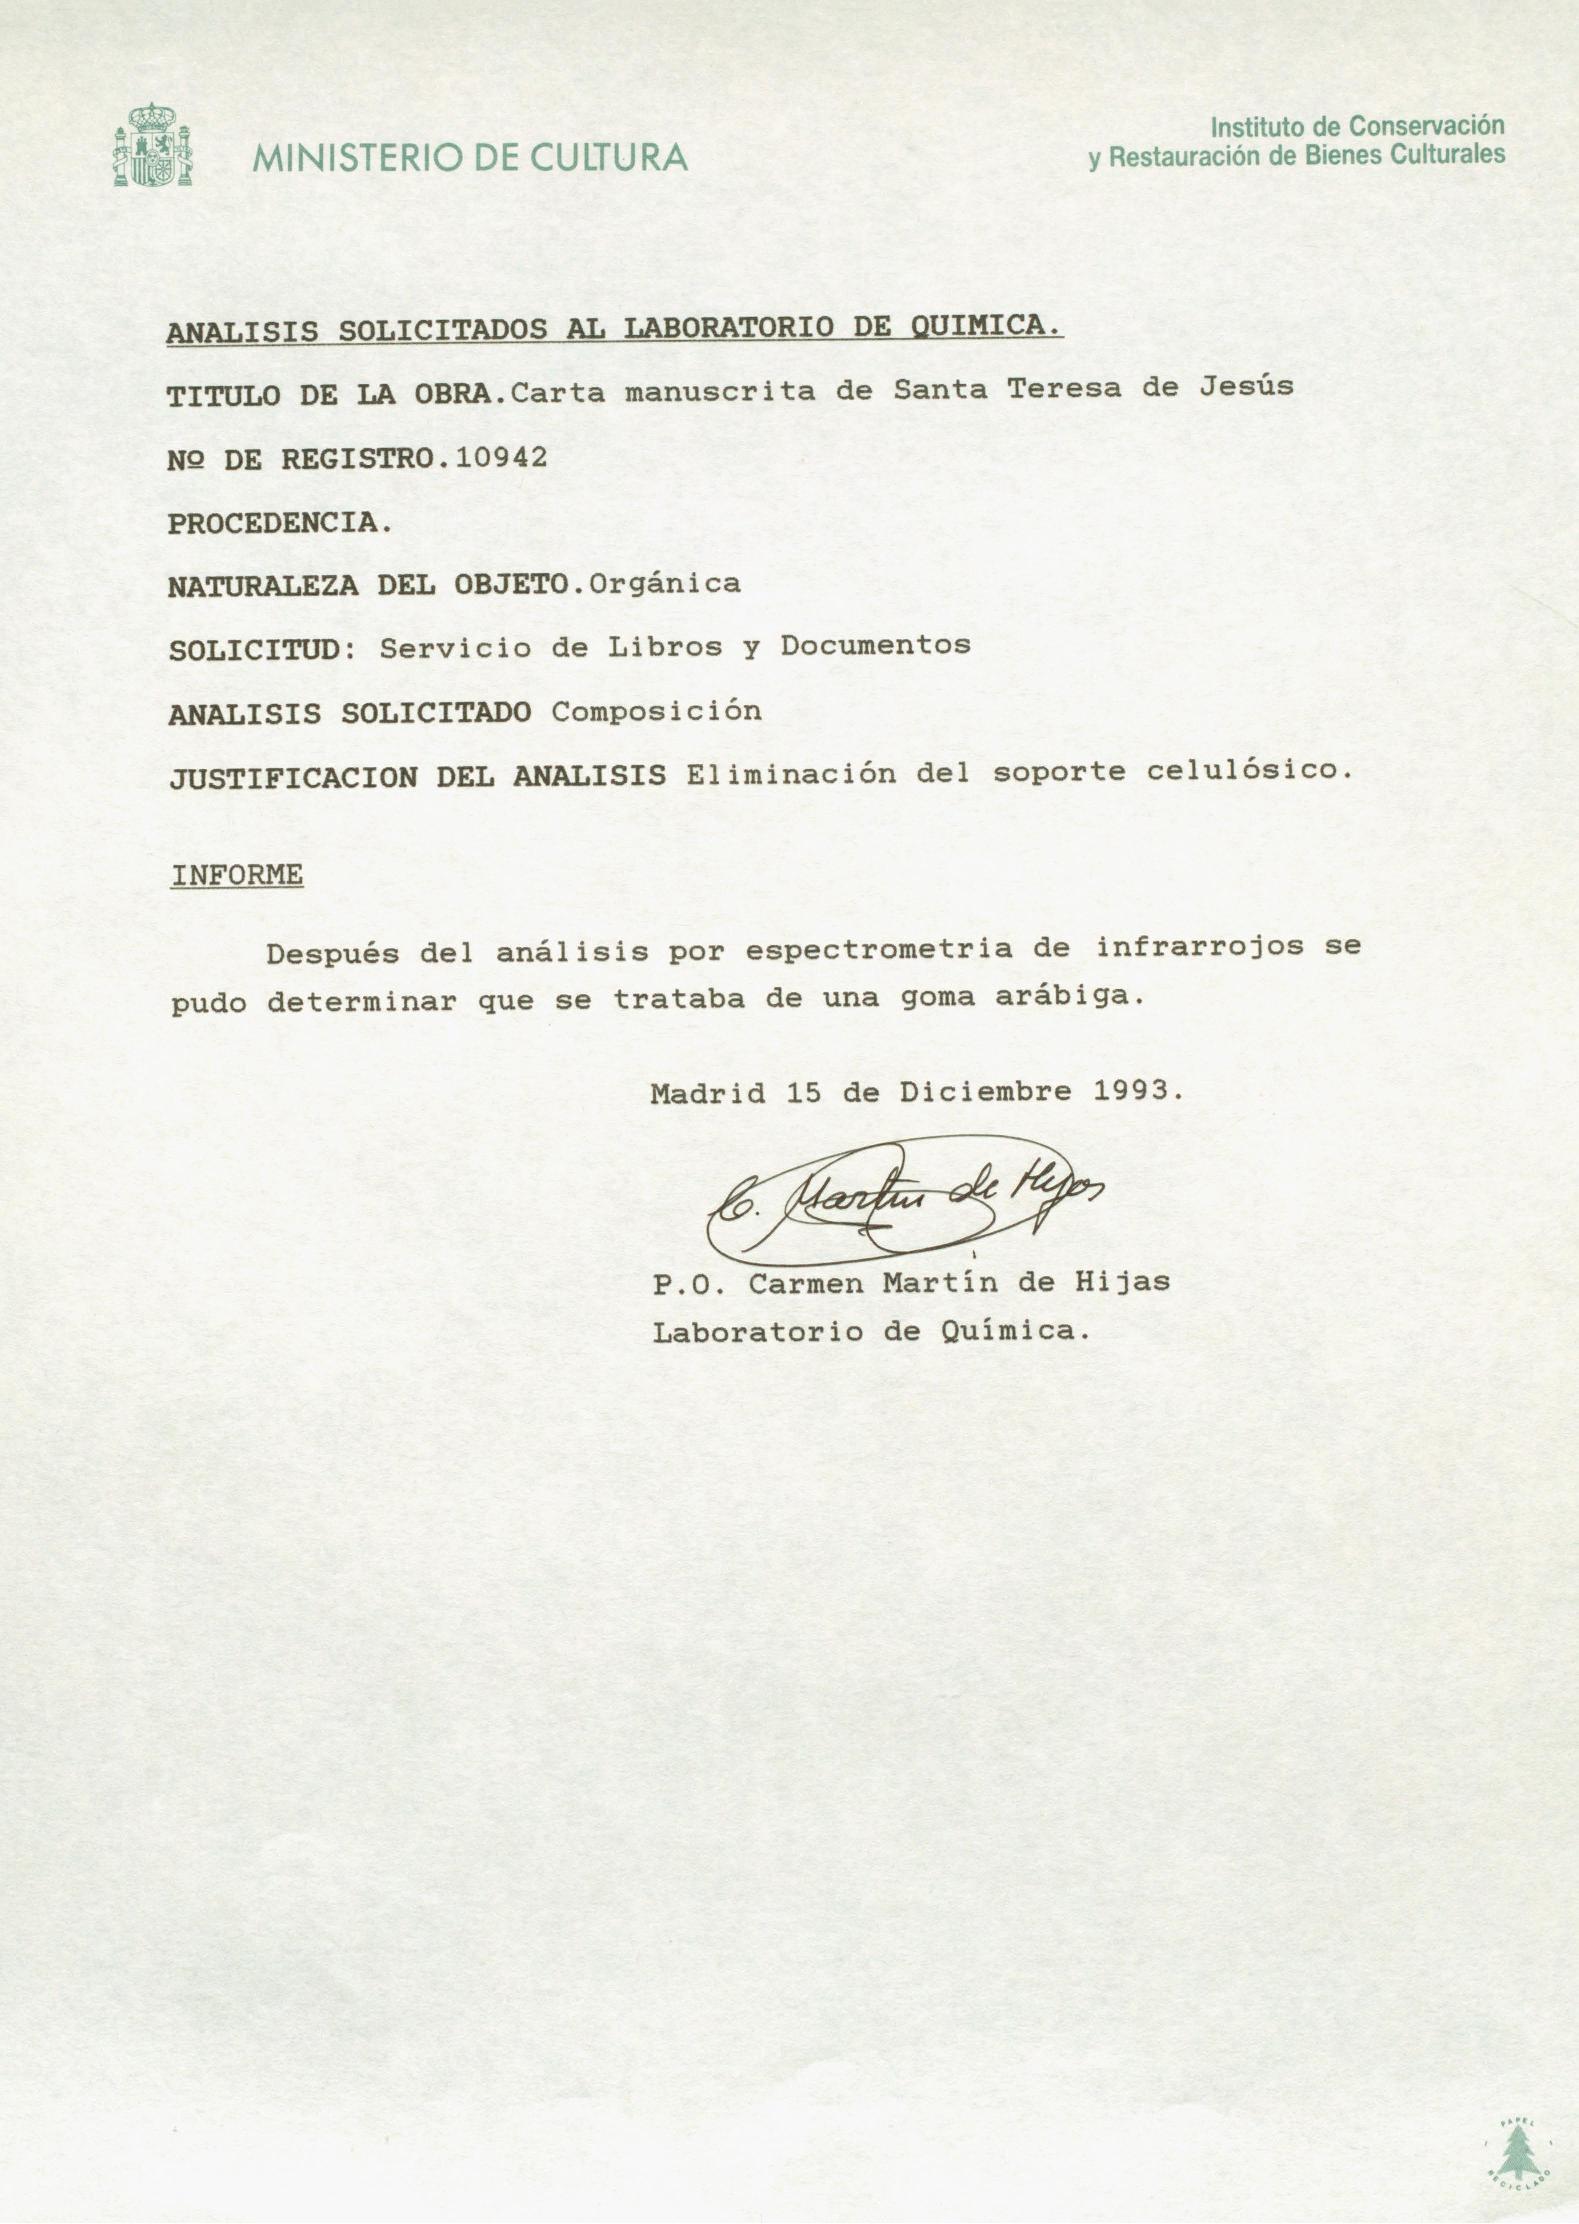 MINISTERIO DE CULTURA
Instituto de Conservación
y Restauración de Bienes Culturales
ANALISIS SOLICITADOS AL LABORATORIO DE QUIMICA.
TITULO DE LA OBRA.Carta manuscrita de Santa Teresa de Jesús
Nº DE REGISTRO.10942
PROCEDENCIA.
NATURALEZA DEL OBJETO.Orgánica
SOLICITUD: Servicio de Libros y Documentos
ANALISIS SOLICITADO Composición
JUSTIFICACION DEL ANALISIS Eliminación del soporte celulósico.
INFORME
Después del análisis por espectrometria de infrarrojos se
pudo determinar que se trataba de una goma arábiga.
Madrid 15 de Diciembre 1993.
C. Martín de Hijas
P.O. Carmen Martín de Hijas
Laboratorio de Química.
PAPEL
RECICLADO